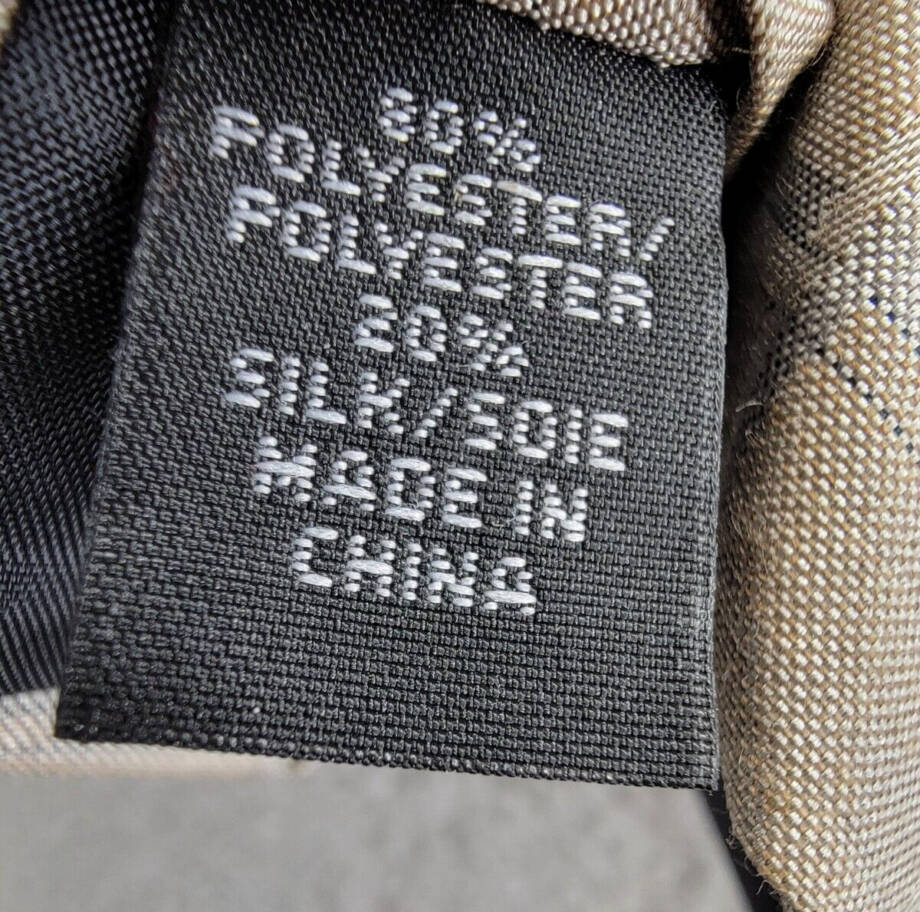 80%
POLYESTER/
POLYESTER
20%
SILK/SOIE
MADE IN
CHINA